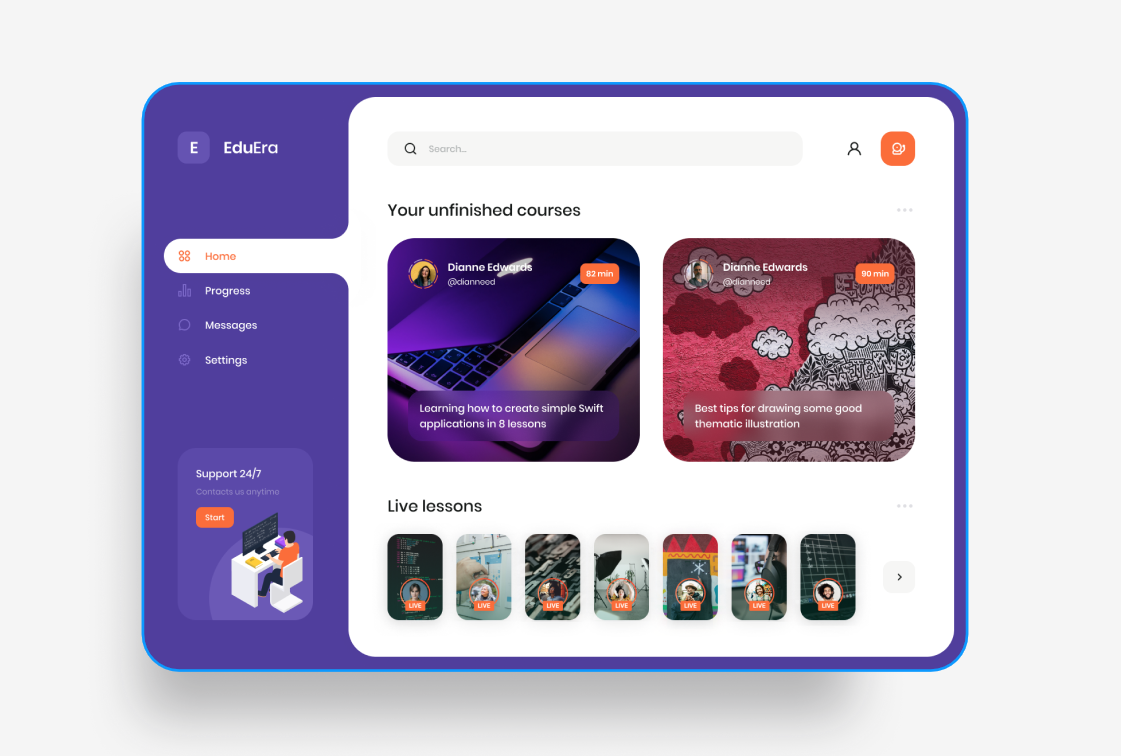 E
EduEra
Search...
Home
Progress
Messages
Settings
Support 24/7
Contacts us anytime
Start
Your unfinished courses
Dianne Edwards
@dianneed
82 min
Learning how to create simple Swift
applications in 8 lessons
Dianne Edwards
@dianneed
90 min
Best tips for drawing some good
thematic illustration
Live lessons
LIVE
LIVE
LIVE
LIVE
LIVE
LIVE
LIVE